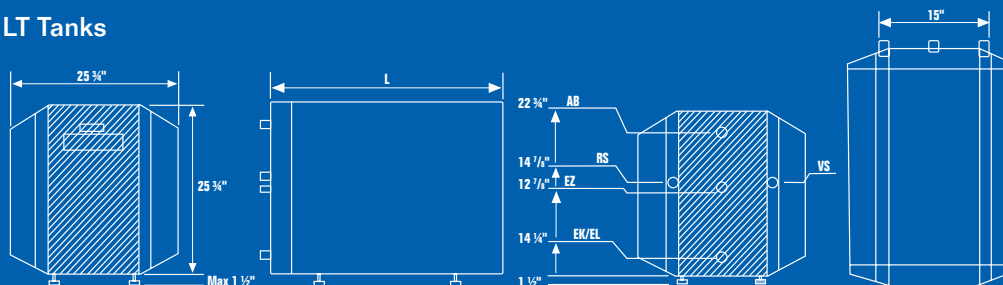 LT Tanks
25 ¾"
25 ¾"
Max 1 ½"
L
22 ¾" AB
14 ⅞" RS
12 ⅞" EZ
14 ¼" EK/EL
1 ½"
VS
15"